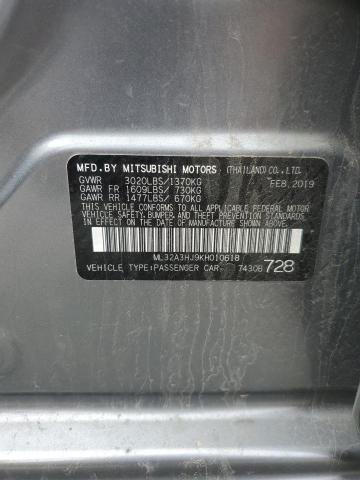 MFD.BY MITSUBISHI MOTORS (THAILAND)CO.,LTD.
GVWR 3020LBS/1370KG FEB,2019
GAWR FR 1609LBS/ 730KG
GAWR RR 1477LBS/ 670KG
THIS VEHICLE CONFORMS TO ALL APPLICABLE U.S. FEDERAL MOTOR
VEHICLE SAFETY, BUMPER, AND THEFT PREVENTION STANDARDS IN
EFFECT ON THE DATE OF MANUFACTURE SHOWN ABOVE.
ML32A3HJ9KH010618
VEHICLE TYPE:PASSENGER CAR 7430B 728